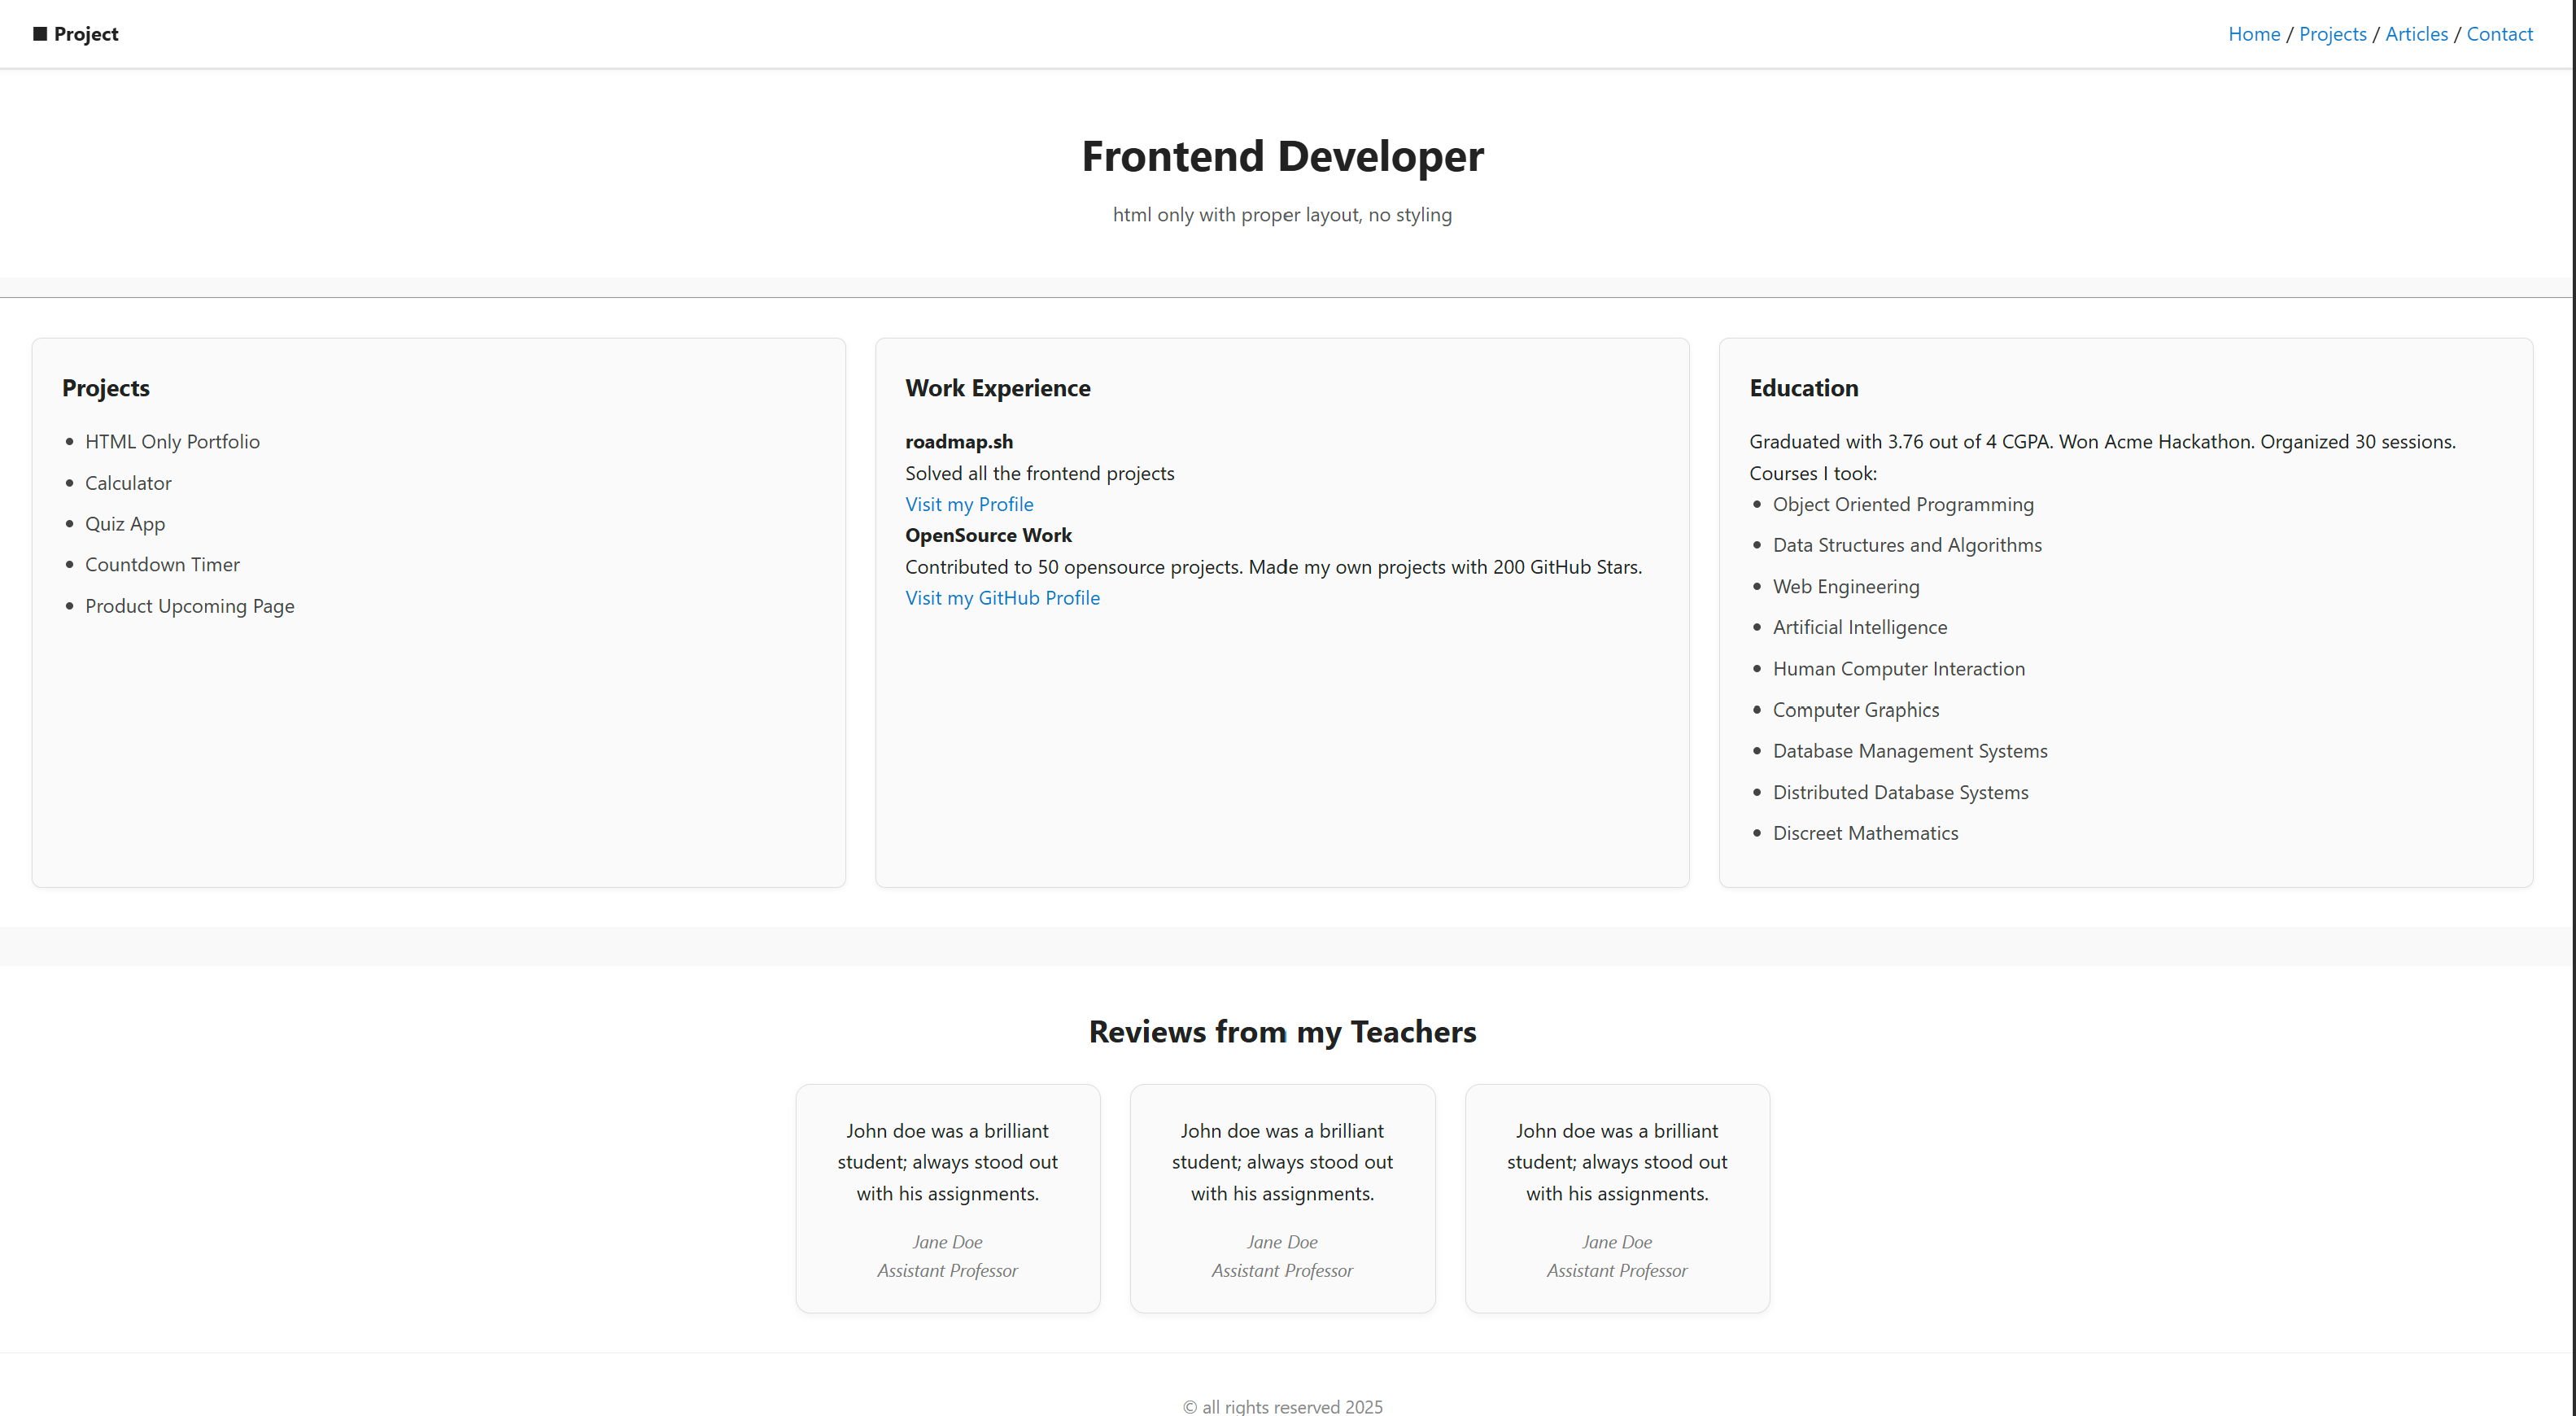 ■ Project
Home / Projects / Articles / Contact
Frontend Developer
html only with proper layout, no styling
Projects
• HTML Only Portfolio
• Calculator
• Quiz App
• Countdown Timer
• Product Upcoming Page
Work Experience
roadmap.sh
Solved all the frontend projects
Visit my Profile
OpenSource Work
Contributed to 50 opensource projects. Made my own projects with 200 GitHub Stars.
Visit my GitHub Profile
Education
Graduated with 3.76 out of 4 CGPA. Won Acme Hackathon. Organized 30 sessions.
Courses I took:
• Object Oriented Programming
• Data Structures and Algorithms
• Web Engineering
• Artificial Intelligence
• Human Computer Interaction
• Computer Graphics
• Database Management Systems
• Distributed Database Systems
• Discreet Mathematics
Reviews from my Teachers
John doe was a brilliant
student; always stood out
with his assignments.
Jane Doe
Assistant Professor
John doe was a brilliant
student; always stood out
with his assignments.
Jane Doe
Assistant Professor
John doe was a brilliant
student; always stood out
with his assignments.
Jane Doe
Assistant Professor
© all rights reserved 2025